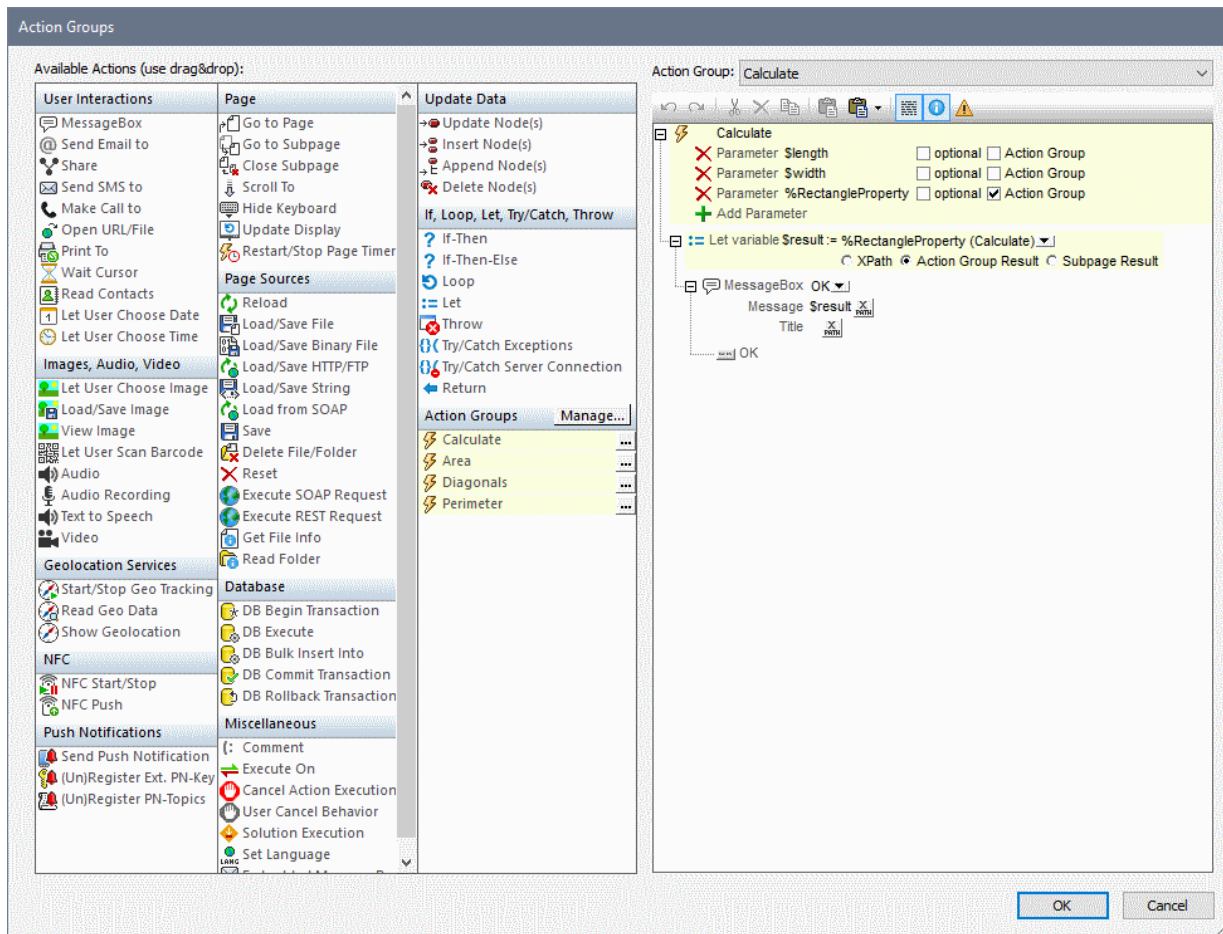 Action Groups
Available Actions (use drag&drop):
User Interactions
MessageBox
Send Email to
Share
Send SMS to
Make Call to
Open URL/File
Print To
Wait Cursor
Read Contacts
Let User Choose Date
Let User Choose Time
Images, Audio, Video
Let User Choose Image
Load/Save Image
View Image
Let User Scan Barcode
Audio
Audio Recording
Text to Speech
Video
Geolocation Services
Start/Stop Geo Tracking
Read Geo Data
Show Geolocation
NFC
NFC Start/Stop
NFC Push
Push Notifications
Send Push Notification
(Un)Register Ext. PN-Key
(Un)Register PN-Topics
Page
Go to Page
Go to Subpage
Close Subpage
Scroll To
Hide Keyboard
Update Display
Restart/Stop Page Timer
Page Sources
Reload
Load/Save File
Load/Save Binary File
Load/Save HTTP/FTP
Load/Save String
Load from SOAP
Save
Delete File/Folder
Reset
Execute SOAP Request
Execute REST Request
Get File Info
Read Folder
Database
DB Begin Transaction
DB Execute
DB Bulk Insert Into
DB Commit Transaction
DB Rollback Transaction
Miscellaneous
(: Comment
Execute On
Cancel Action Execution
User Cancel Behavior
Solution Execution
LANG Set Language
Update Data
Update Node(s)
Insert Node(s)
Append Node(s)
Delete Node(s)
If, Loop, Let, Try/Catch, Throw
? If-Then
? If-Then-Else
Loop
:= Let
Throw
Try/Catch Exceptions
Try/Catch Server Connection
Return
Action Groups Manage...
Calculate ...
Area ...
Diagonals ...
Perimeter ...
Action Group: Calculate
Calculate
Parameter $length optional Action Group
Parameter $width optional Action Group
Parameter %RectangleProperty optional Action Group
Add Parameter
:= Let variable $result := %RectangleProperty (Calculate)
XPath Action Group Result Subpage Result
MessageBox OK
Message $result X PATH
Title X PATH
OK
OK Cancel